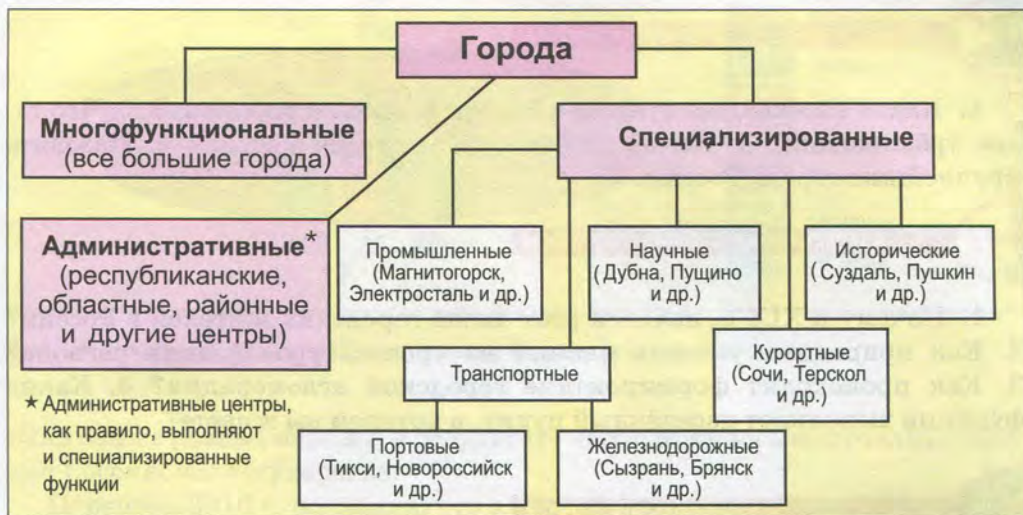 Города
Многофункциональные
(все большие города)
Специализированные
Административные*
(республиканские,
областные, районные
и другие центры)
Промышленные
(Магнитогорск,
Электросталь и др.)
Научные
(Дубна, Пущино
и др.)
Исторические
(Суздаль, Пушкин
и др.)
Транспортные
Курортные
(Сочи, Терскол
и др.)
* Административные центры,
как правило, выполняют
и специализированные
функции
Портовые
(Тикси, Новороссийск
и др.)
Железнодорожные
(Сызрань, Брянск
и др.)